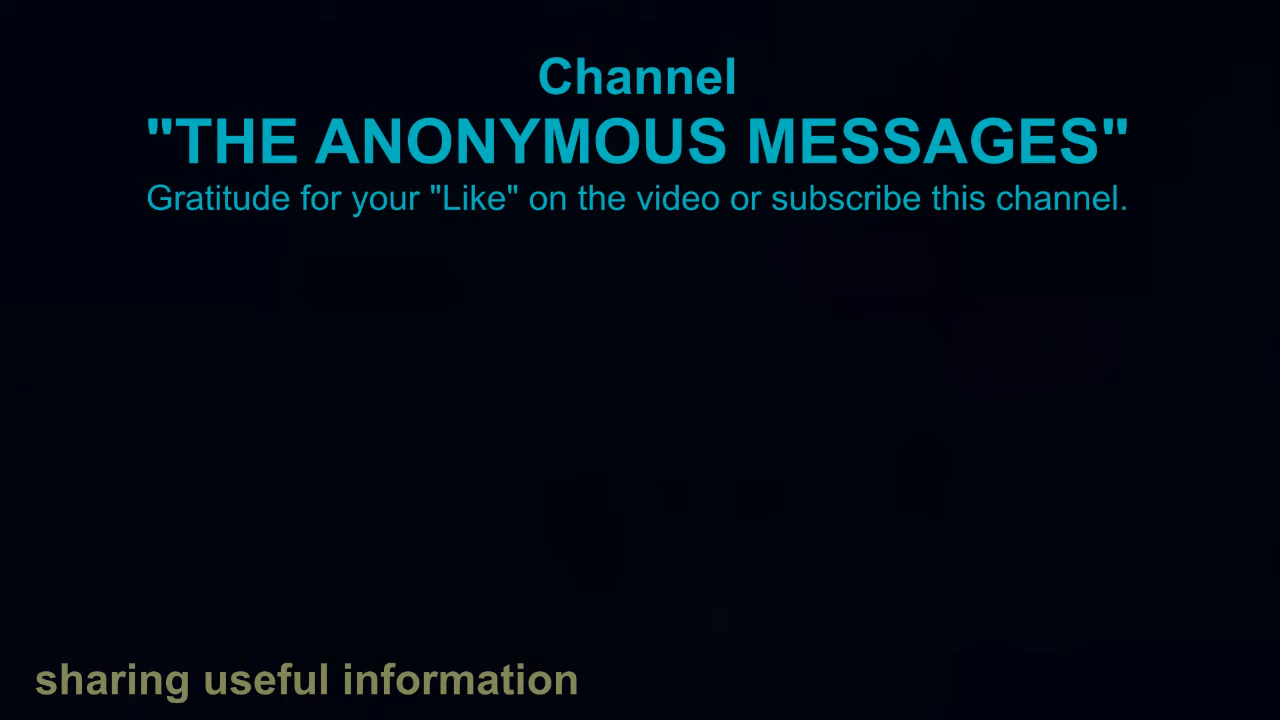 Channel
"THE ANONYMOUS MESSAGES"
Gratitude for your "Like" on the video or subscribe this channel.
sharing useful information